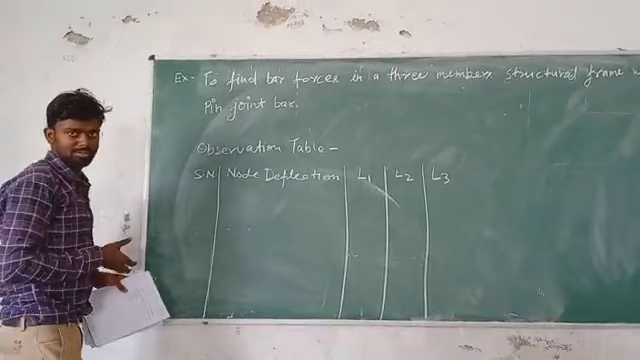 Ex- To find bar forces in a three members structural frame
Pin-joint bar.
Observation Table -
S.N Node Deflection L1 L2 L3